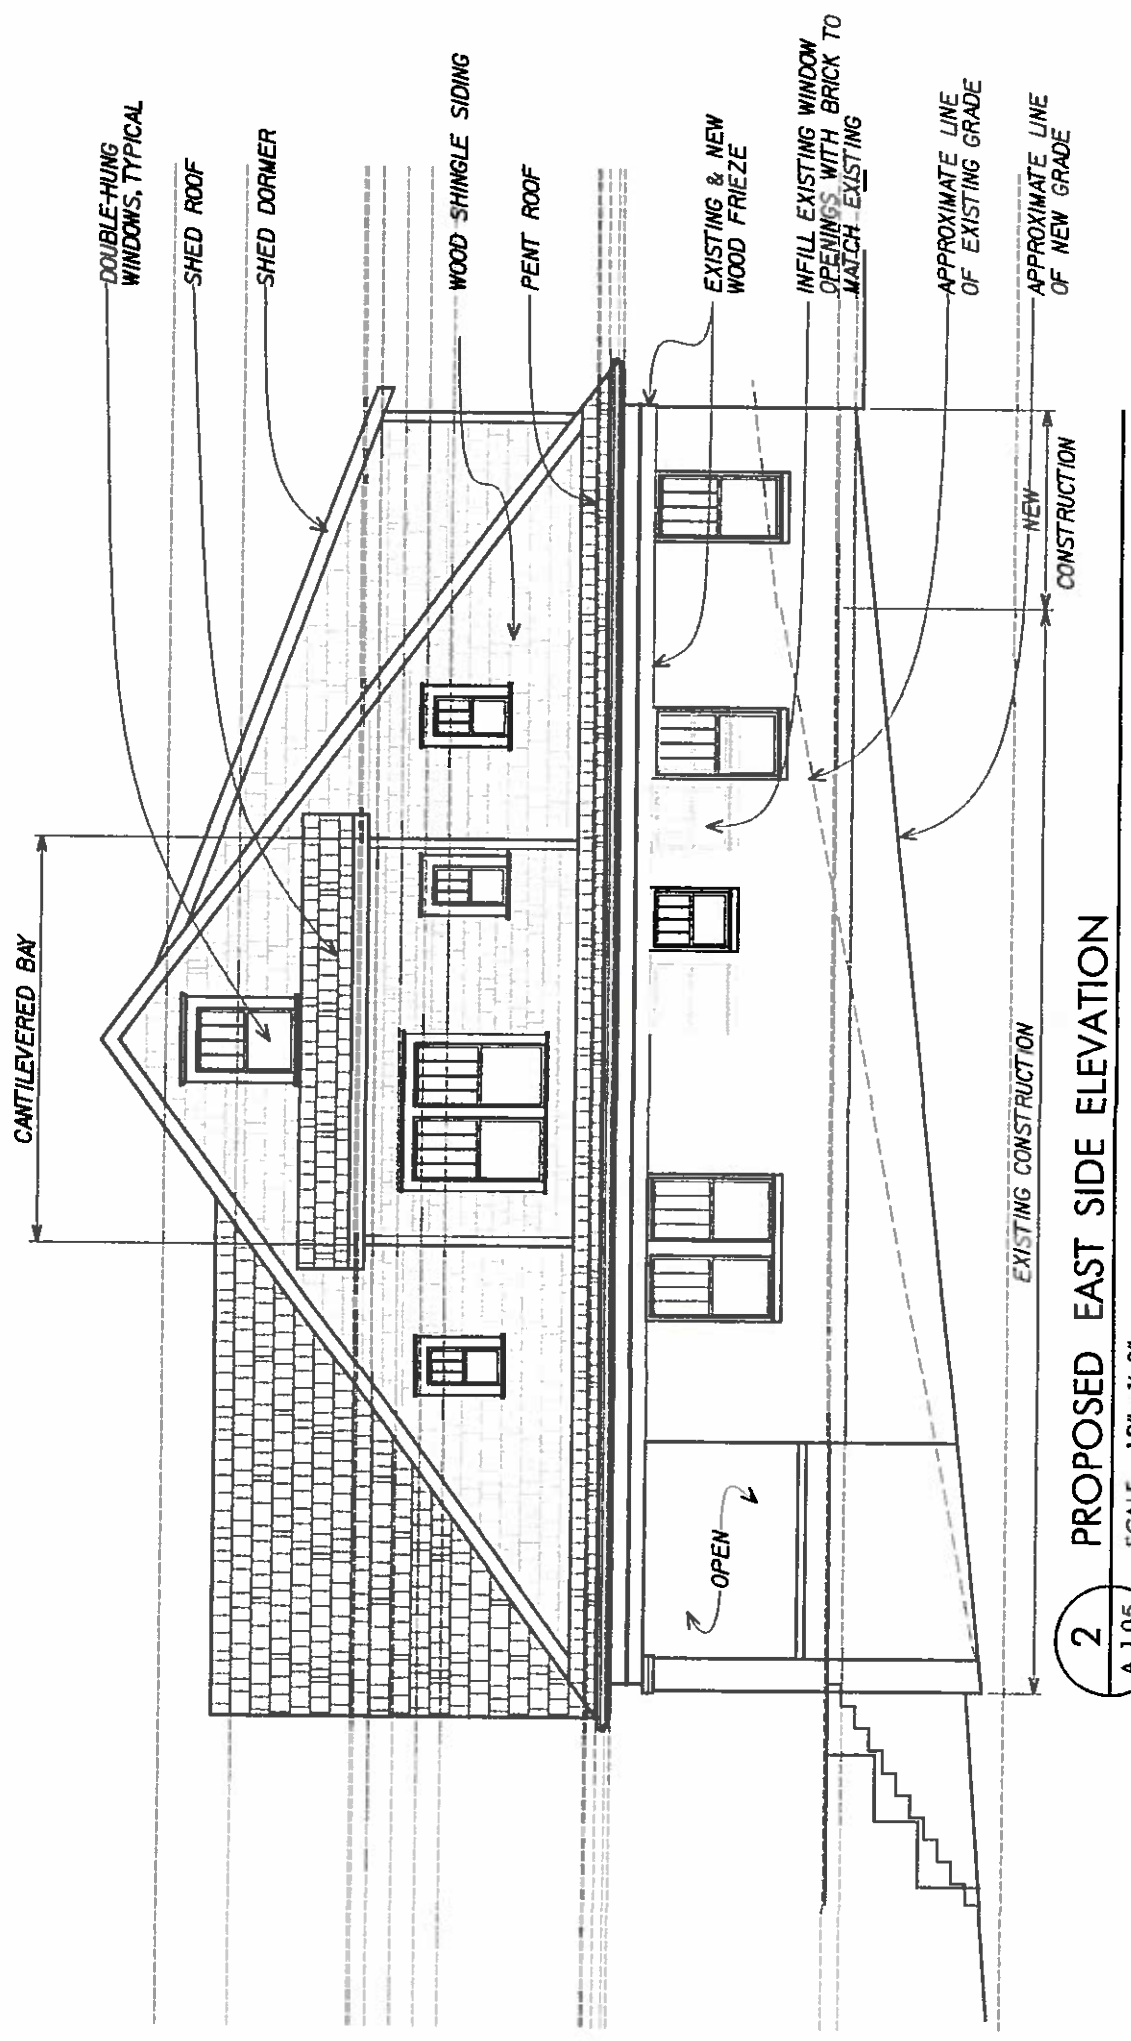 CANTILEVERED BAY
DOUBLE-HUNG
WINDOWS, TYPICAL
SHED ROOF
SHED DORMER
WOOD SHINGLE SIDING
PENT ROOF
EXISTING & NEW
WOOD FRIEZE
INFILL EXISTING WINDOW
OPENINGS WITH BRICK TO
MATCH EXISTING
APPROXIMATE LINE
OF EXISTING GRADE
APPROXIMATE LINE
OF NEW GRADE
OPEN
EXISTING CONSTRUCTION
NEW
CONSTRUCTION
2
PROPOSED EAST SIDE ELEVATION